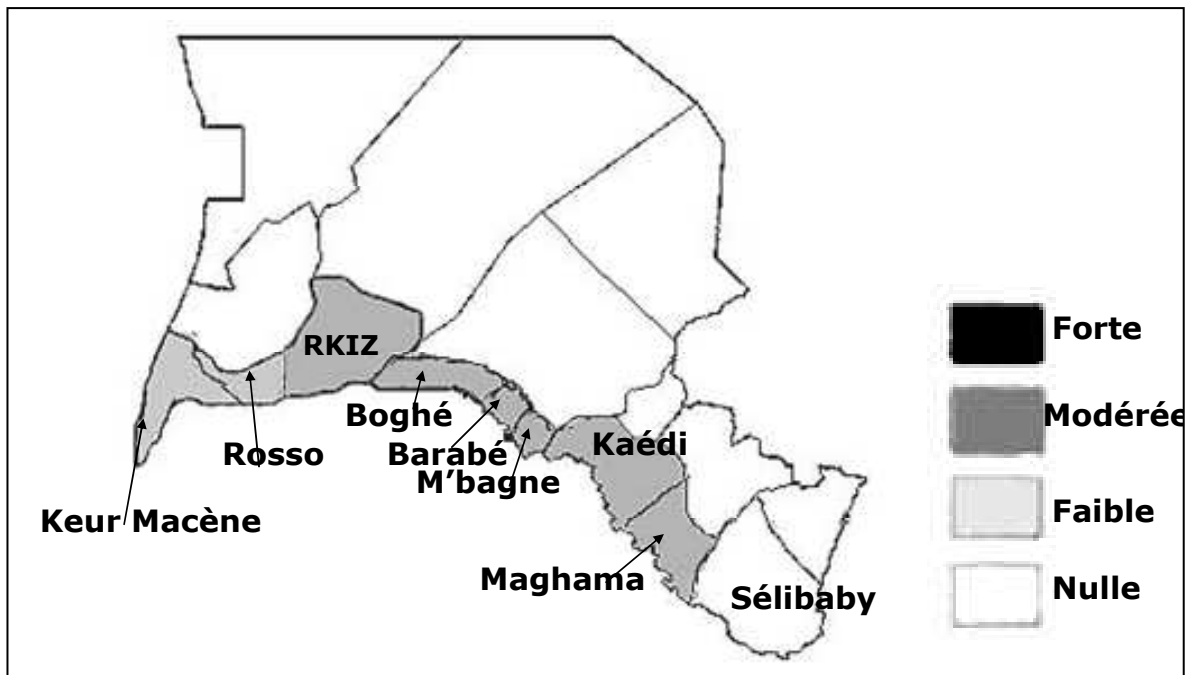 RKIZ
Boghé
Barabé
M'bagne
Kaédi
Rosso
Keur Macène
Maghama
Sélibaby
Forte
Modérée
Faible
Nulle